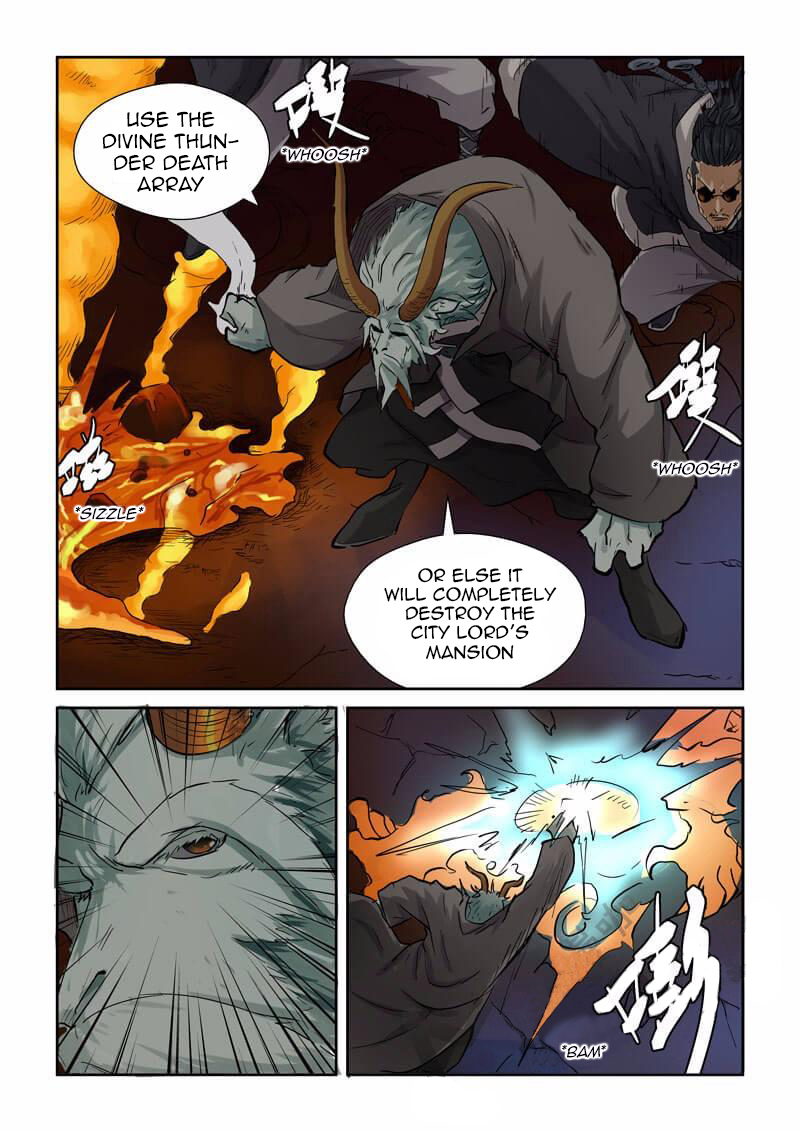 USE THE
DIVINE THUN-
DER DEATH
ARRAY
*WHOOSH*
*WHOOSH*
*SIZZLE*
OR ELSE IT
WILL COMPLETELY
DESTROY THE
CITY LORD'S
MANSION
*BAM*